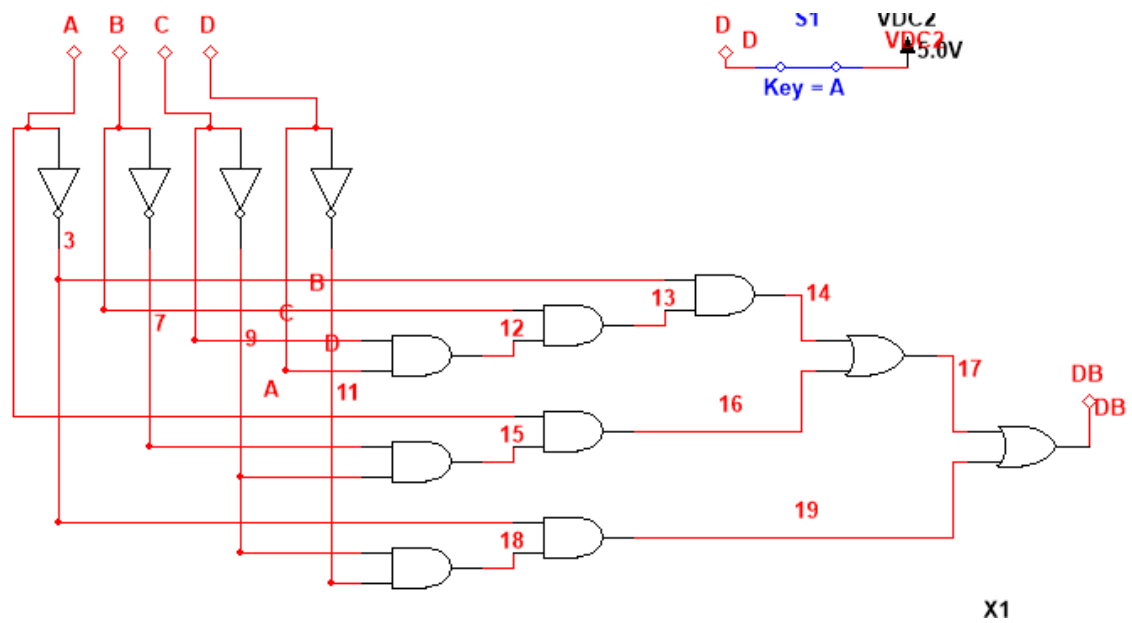 A B C D
D D S1 VDC2
VDC2
5.0V
Key = A
3
B
7 9 C D 12 13 14
A 11
17
DB
DB
15 16
18 19
X1